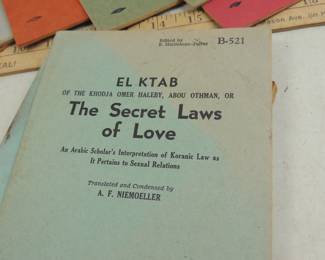 Edited by
E. Haldeman-Julius
B-521
EL KTAB
OF THE KHODJA OMER HALEBY, ABOU OTHMAN, OR
The Secret Laws
of Love
An Arabic Scholar's Interpretation of Koranic Law as
It Pertains to Sexual Relations
Translated and Condensed by
A. F. NIEMOELLER